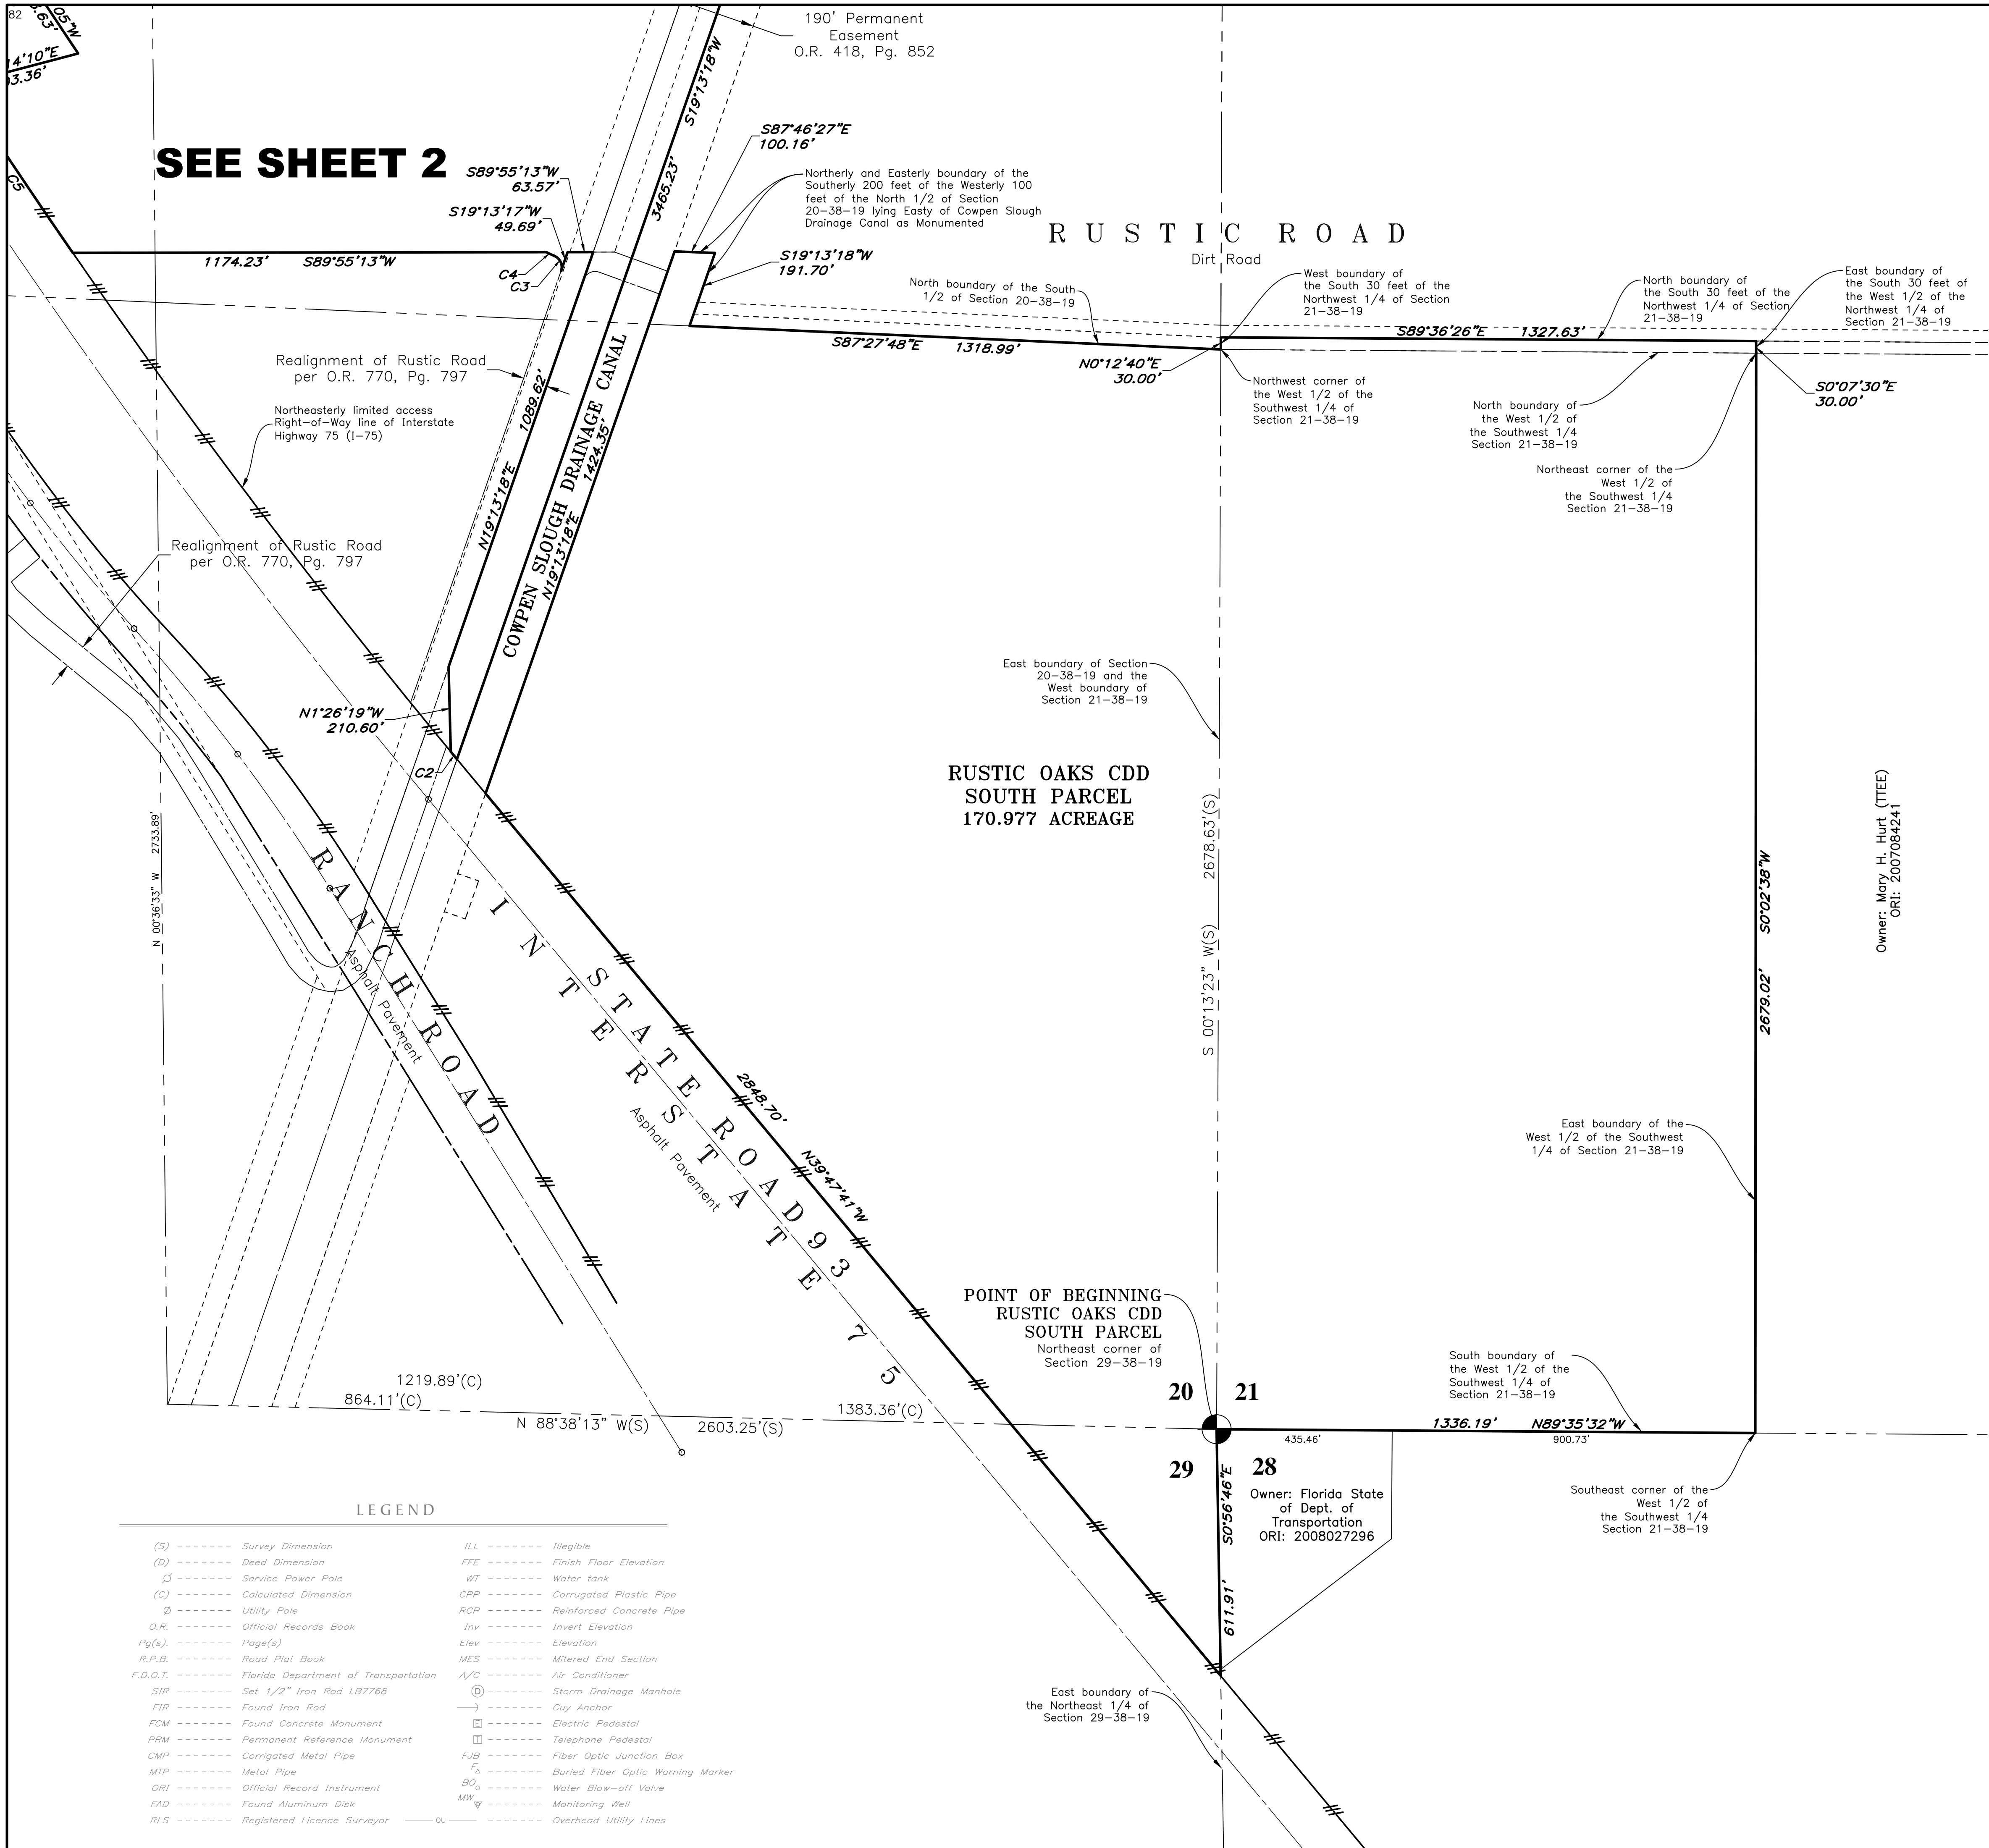 82
05"W
6.63'
14'10"E
03.36'
190' Permanent
Easement
O.R. 418, Pg. 852
S19°13'18"W
3465.23'
SEE SHEET 2
C5
S89°55'13"W
63.57'
S19°13'17"W
49.69'
S87°46'27"E
100.16'
Northerly and Easterly boundary of the
Southerly 200 feet of the Westerly 100
feet of the North 1/2 of Section
20-38-19 lying Easty of Cowpen Slough
Drainage Canal as Monumented
RUSTIC ROAD
Dirt Road
1174.23' S89°55'13"W
C4
C3
S19°13'18"W
191.70'
North boundary of the South
1/2 of Section 20-38-19
West boundary of
the South 30 feet of the
Northwest 1/4 of Section
21-38-19
North boundary of
the South 30 feet of the
Northwest 1/4 of Section
21-38-19
East boundary of
the South 30 feet of
the West 1/2 of the
Northwest 1/4 of
Section 21-38-19
S87°27'48"E 1318.99'
S89°36'26"E 1327.63'
N0°12'40"E
30.00'
S0°07'30"E
30.00'
Realignment of Rustic Road
per O.R. 770, Pg. 797
Northeasterly limited access
Right-of-Way line of Interstate
Highway 75 (I-75)
1089.62'
N19°13'18"E
COWPEN SLOUGH DRAINAGE CANAL
1424.35'
N19°13'18"E
Northwest corner of
the West 1/2 of the
Southwest 1/4 of
Section 21-38-19
North boundary of
the West 1/2 of
the Southwest 1/4
Section 21-38-19
Northeast corner of the
West 1/2 of
the Southwest 1/4
Section 21-38-19
Realignment of Rustic Road
per O.R. 770, Pg. 797
East boundary of Section
20-38-19 and the
West boundary of
Section 21-38-19
N1°26'19"W
210.60'
C2
RUSTIC OAKS CDD
SOUTH PARCEL
170.977 ACREAGE
N 00°36'33" W 2733.89'
S 00°13'23" W(S) 2678.63'(S)
S0°02'38"W
2679.02'
Owner: Mary H. Hurt (TTEE)
ORI: 2007084241
RANCH ROAD
Asphalt Pavement
STATE ROAD 93
INTERSTATE 75
Asphalt Pavement
2848.70'
N39°47'41"W
East boundary of the
West 1/2 of the Southwest
1/4 of Section 21-38-19
POINT OF BEGINNING
RUSTIC OAKS CDD
SOUTH PARCEL
Northeast corner of
Section 29-38-19
South boundary of
the West 1/2 of the
Southwest 1/4 of
Section 21-38-19
1219.89'(C)
864.11'(C)
N 88°38'13" W(S) 2603.25'(S)
1383.36'(C)
20 21
1336.19' N89°35'32"W
435.46' 900.73'
29 28
S0°56'46"E
611.91'
Owner: Florida State
of Dept. of
Transportation
ORI: 2008027296
Southeast corner of the
West 1/2 of
the Southwest 1/4
Section 21-38-19
East boundary of
the Northeast 1/4 of
Section 29-38-19
LEGEND
(S) Survey Dimension
(D) Deed Dimension
Service Power Pole
(C) Calculated Dimension
Utility Pole
O.R. Official Records Book
Pg(s). Page(s)
R.P.B. Road Plat Book
F.D.O.T. Florida Department of Transportation
SIR Set 1/2" Iron Rod LB7768
FIR Found Iron Rod
FCM Found Concrete Monument
PRM Permanent Reference Monument
CMP Corrigated Metal Pipe
MTP Metal Pipe
ORI Official Record Instrument
FAD Found Aluminum Disk
RLS Registered Licence Surveyor
ILL Illegible
FFE Finish Floor Elevation
WT Water tank
CPP Corrugated Plastic Pipe
RCP Reinforced Concrete Pipe
Inv Invert Elevation
Elev Elevation
MES Mitered End Section
A/C Air Conditioner
D Storm Drainage Manhole
Guy Anchor
E Electric Pedestal
T Telephone Pedestal
FJB Fiber Optic Junction Box
F Buried Fiber Optic Warning Marker
BO Water Blow-off Valve
MW Monitoring Well
OU Overhead Utility Lines